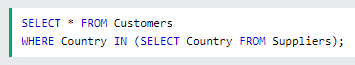 SELECT * FROM Customers
WHERE Country IN (SELECT Country FROM Suppliers);